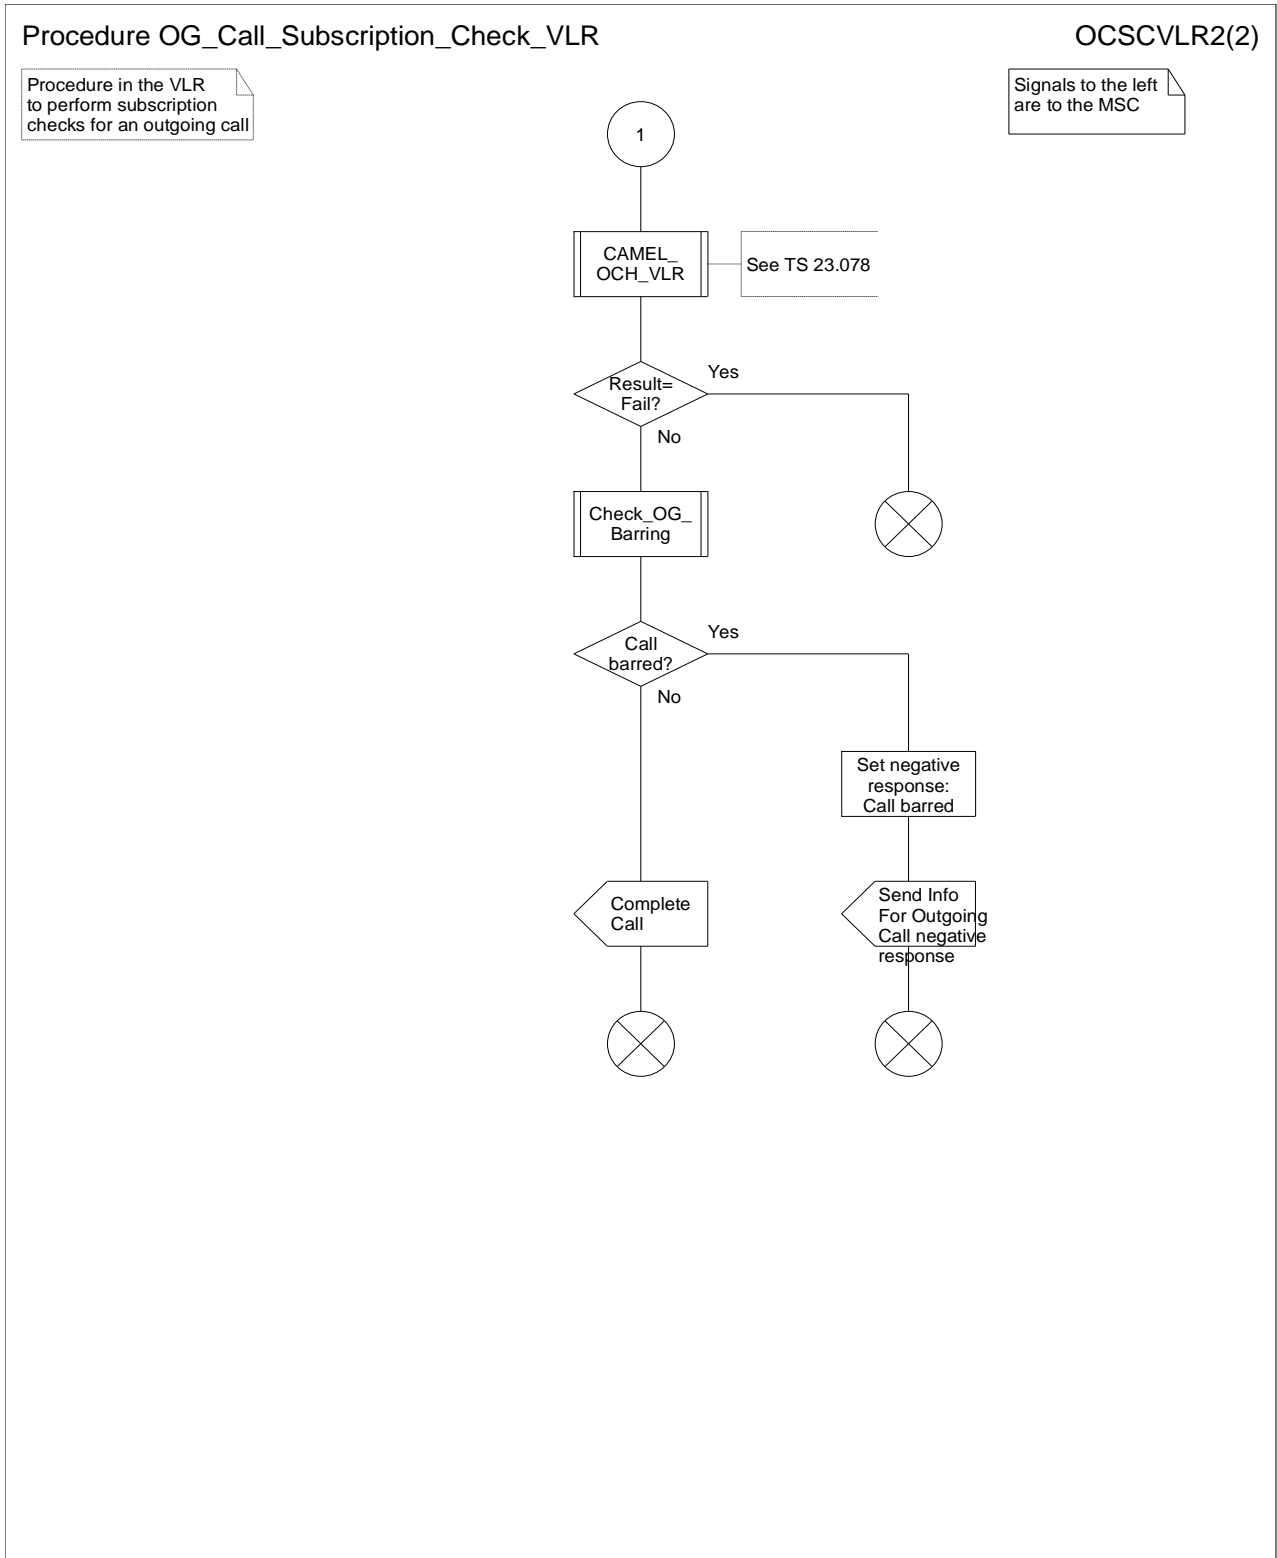 Procedure OG_Call_Subscription_Check_VLR
OCSCVLR2(2)
Procedure in the VLR
to perform subscription
checks for an outgoing call
Signals to the left
are to the MSC
1
CAMEL_
OCH_VLR
See TS 23.078
Result=
Fail?
Yes
No
Check_OG_
Barring
Call
barred?
Yes
No
Set negative
response:
Call barred
Complete
Call
Send Info
For Outgoing
Call negative
response